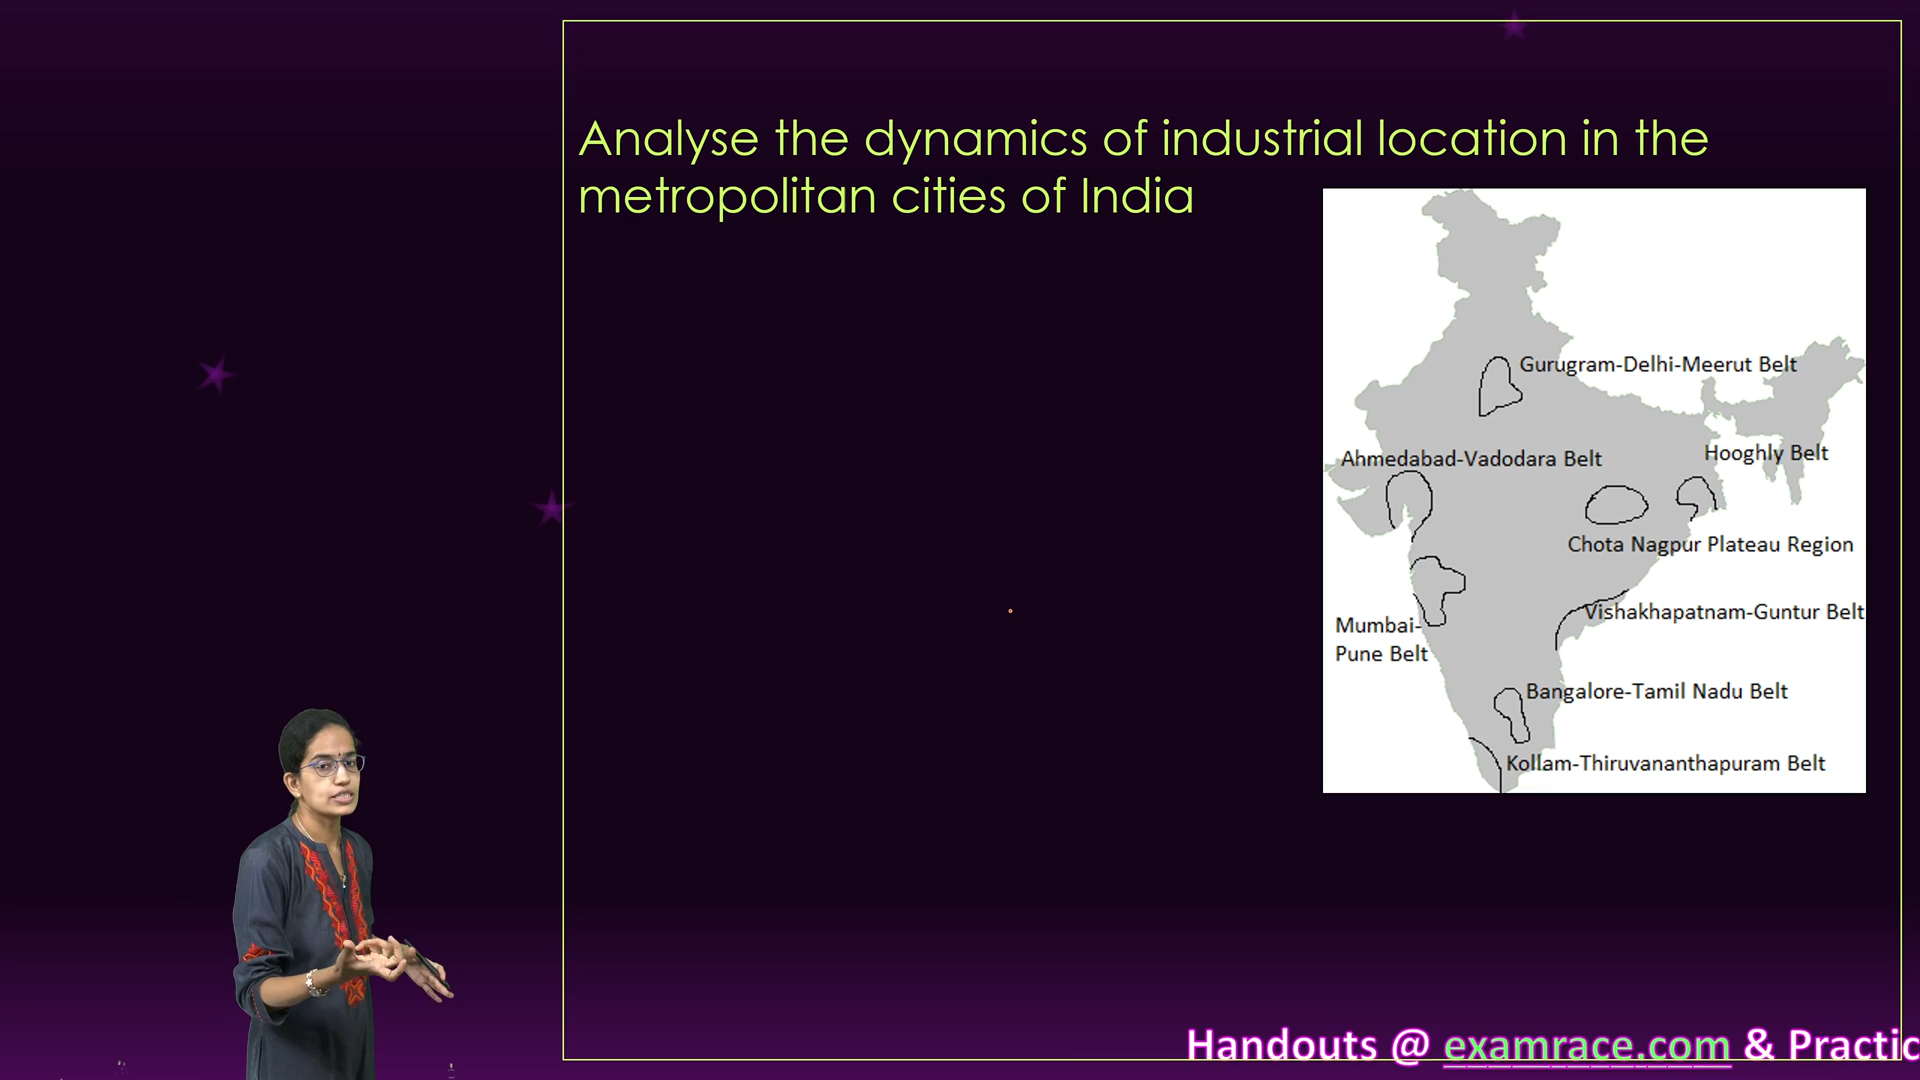 Analyse the dynamics of industrial location in the
metropolitan cities of India
Gurugram-Delhi-Meerut Belt
Ahmedabad-Vadodara Belt
Hooghly Belt
Chota Nagpur Plateau Region
Vishakhapatnam-Guntur Belt
Mumbai-
Pune Belt
Bangalore-Tamil Nadu Belt
Kollam-Thiruvananthapuram Belt
Handouts @ examrace.com & Practic